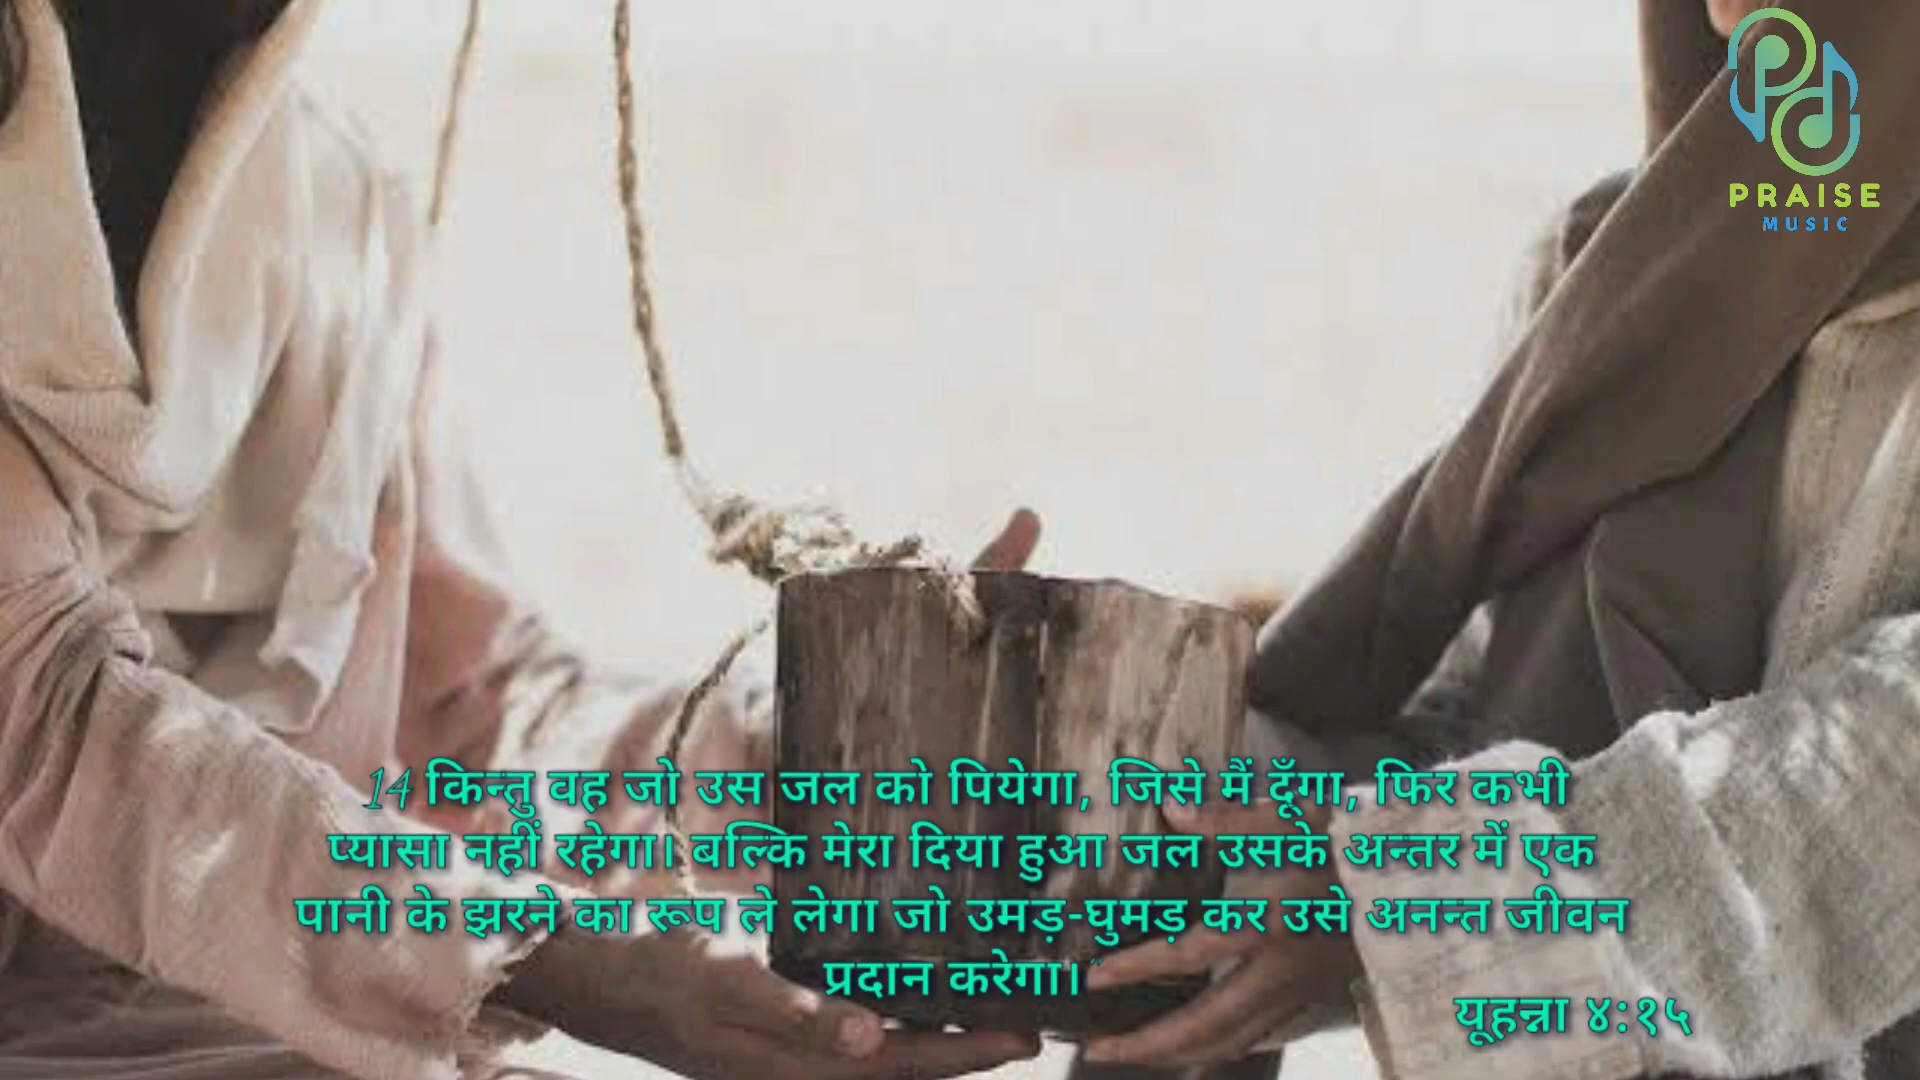 PRAISE
MUSIC
14 किन्तु वह जो उस जल को पियेगा, जिसे मैं दूँगा, फिर कभी
प्यासा नहीं रहेगा। बल्कि मेरा दिया हुआ जल उसके अन्तर में एक
पानी के झरने का रूप ले लेगा जो उमड़-घुमड़ कर उसे अनन्त जीवन
प्रदान करेगा।”
यूहन्ना ४:१५